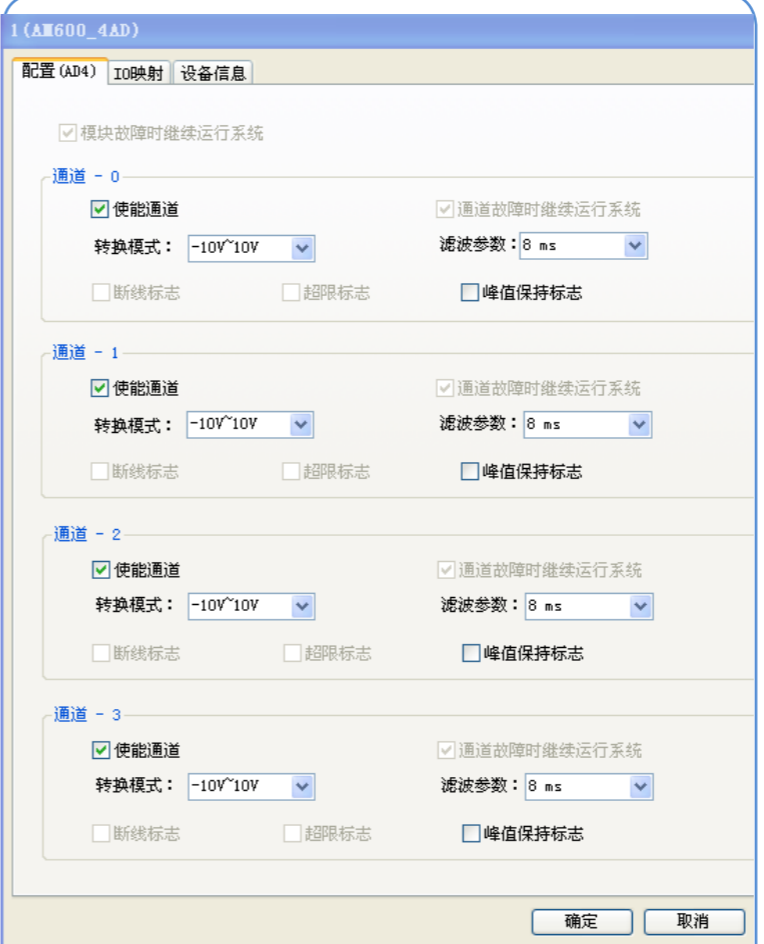 1(AM600_4AD)
配置(AD4) IO映射 设备信息
模块故障时继续运行系统
通道 - 0
使能通道 通道故障时继续运行系统
转换模式： -10V~10V 滤波参数：8 ms
断线标志 超限标志 峰值保持标志
通道 - 1
使能通道 通道故障时继续运行系统
转换模式： -10V~10V 滤波参数：8 ms
断线标志 超限标志 峰值保持标志
通道 - 2
使能通道 通道故障时继续运行系统
转换模式： -10V~10V 滤波参数：8 ms
断线标志 超限标志 峰值保持标志
通道 - 3
使能通道 通道故障时继续运行系统
转换模式： -10V~10V 滤波参数：8 ms
断线标志 超限标志 峰值保持标志
确定 取消